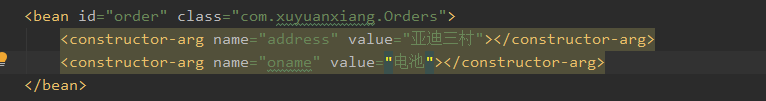 <bean id="order" class="com.xuyuanxiang.Orders">
<constructor-arg name="address" value="亚迪三村"></constructor-arg>
<constructor-arg name="oname" value="电池"></constructor-arg>
</bean>